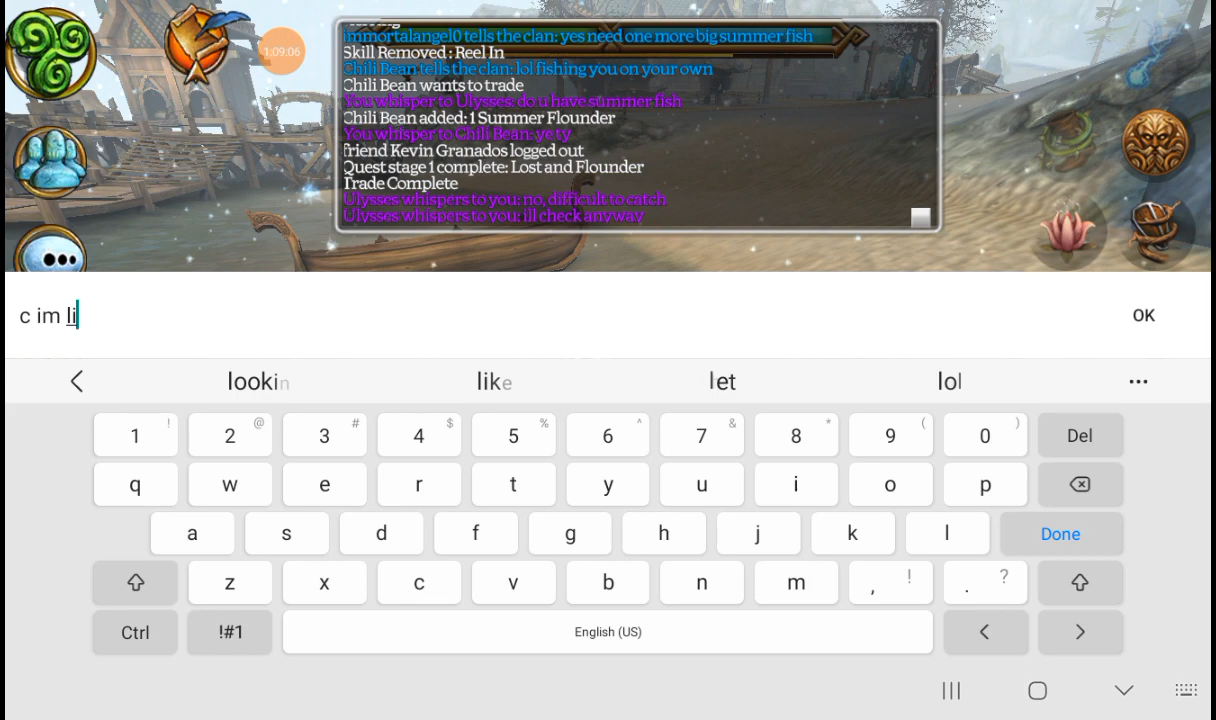 1:09:06
immortalangel0 tells the clan: yes need one more big summer fish
Skill Removed : Reel In
Chili Bean tells the clan: lol fishing you on your own
Chili Bean wants to trade
You whisper to Ulysses: do u have summer fish
Chili Bean added: 1 Summer Flounder
You whisper to Chili Bean: ye ty
friend Kevin Granados logged out
Quest stage 1 complete: Lost and Flounder
Trade Complete
Ulysses whispers to you: no, difficult to catch
Ulysses whispers to you: ill check anyway
c im li
OK
lookin like let lol
1 ! 2 @ 3 # 4 $ 5 % 6 ^ 7 & 8 * 9 ( 0 ) Del
q w e r t y u i o p
a s d f g h j k l Done
z x c v b n m , ! . ?
Ctrl !#1 English (US) < >